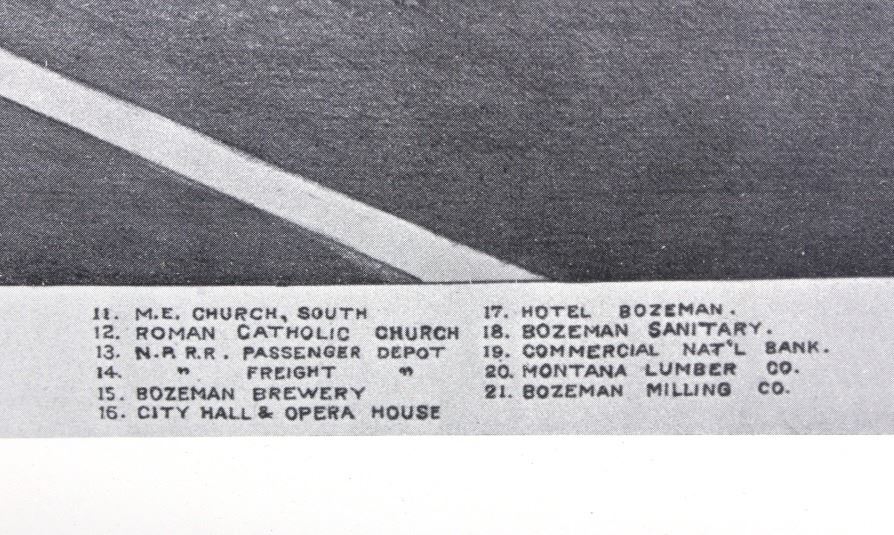 11. M.E. CHURCH, SOUTH
12. ROMAN CATHOLIC CHURCH
13. N.P. R.R. PASSENGER DEPOT
14. " FREIGHT "
15. BOZEMAN BREWERY
16. CITY HALL & OPERA HOUSE
17. HOTEL BOZEMAN.
18. BOZEMAN SANITARY.
19. COMMERCIAL NAT'L BANK.
20. MONTANA LUMBER CO.
21. BOZEMAN MILLING CO.